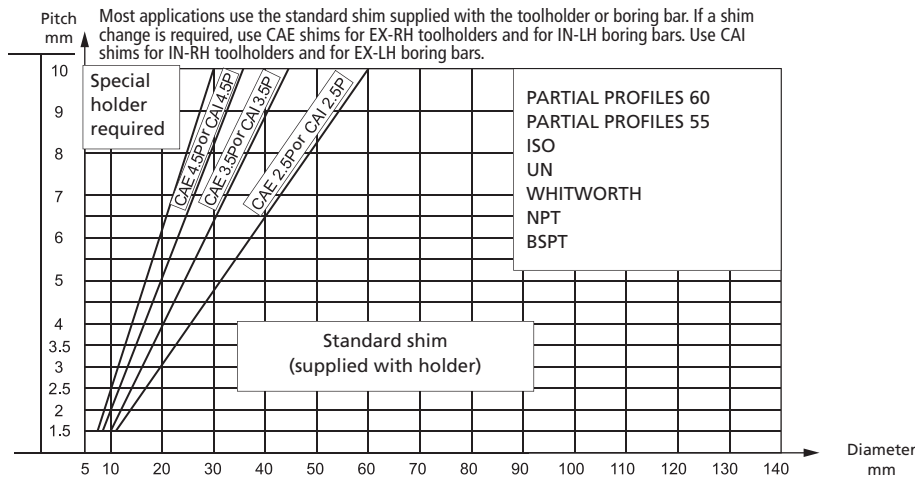 Pitch
mm
Most applications use the standard shim supplied with the toolholder or boring bar. If a shim
change is required, use CAE shims for EX-RH toolholders and for IN-LH boring bars. Use CAI
shims for IN-RH toolholders and for EX-LH boring bars.
10
9
8
7
6
5
4
3.5
3
2.5
2
1.5
Special
holder
required
CAE 4.5P or CAI 4.5P
CAE 3.5P or CAI 3.5P
CAE 2.5P or CAI 2.5P
PARTIAL PROFILES 60
PARTIAL PROFILES 55
ISO
UN
WHITWORTH
NPT
BSPT
Standard shim
(supplied with holder)
5 10 20 30 40 50 60 70 80 90 100 110 120 130 140
Diameter
mm